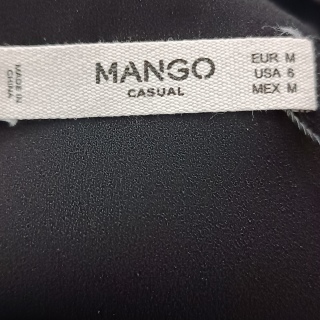 MADE IN
CHINA
MANGO
CASUAL
EUR M
USA 6
MEX M